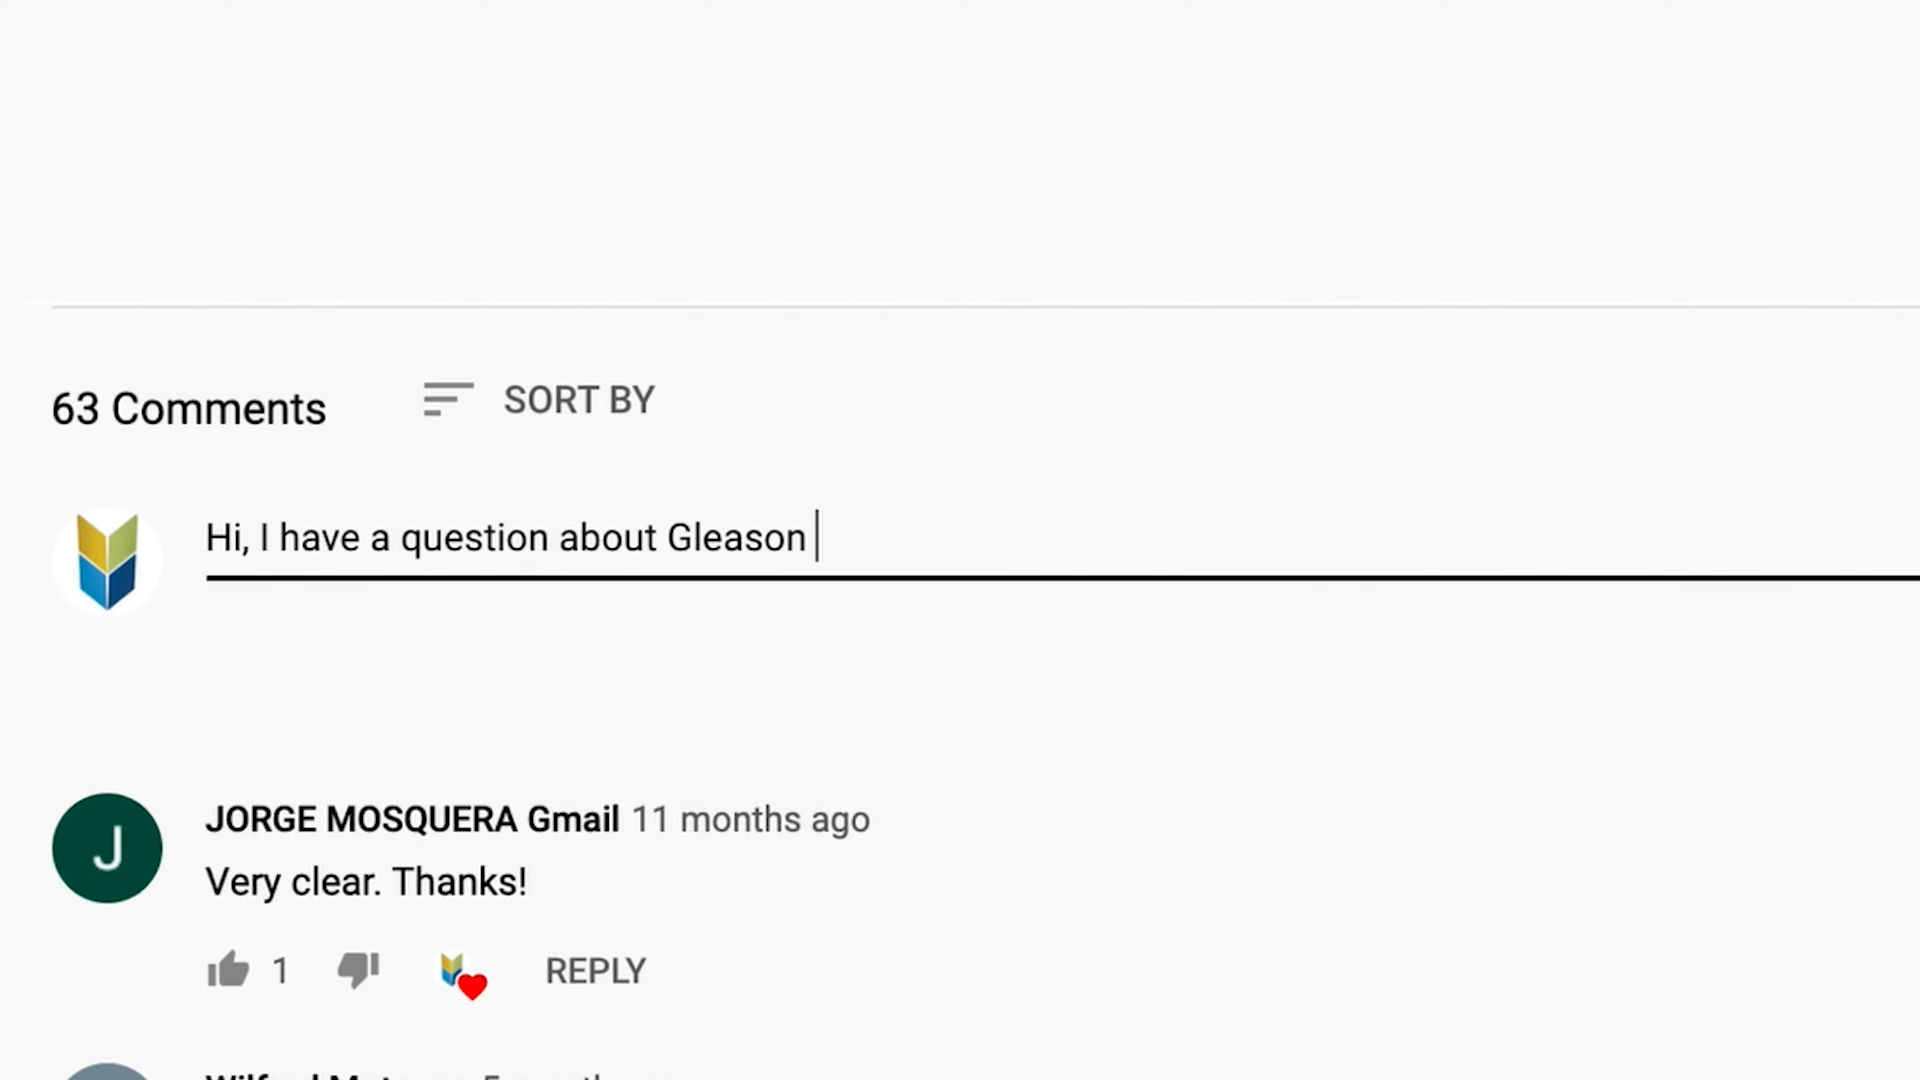 63 Comments
SORT BY
Hi, I have a question about Gleason
J
JORGE MOSQUERA Gmail 11 months ago
Very clear. Thanks!
1
REPLY